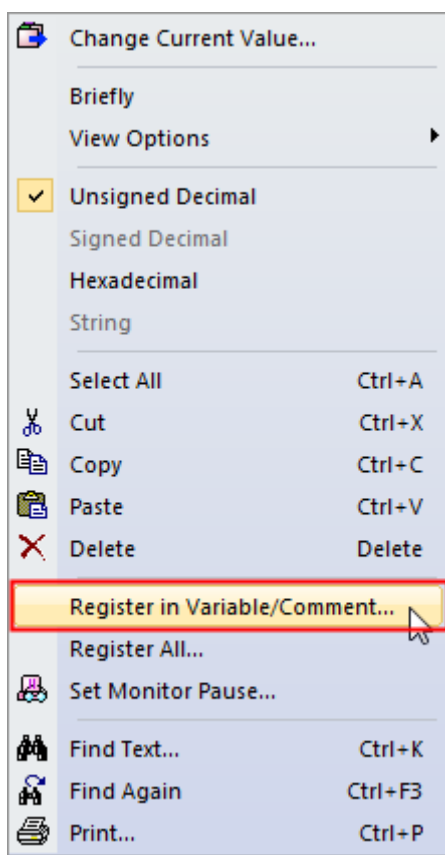 Change Current Value...
Briefly
View Options
Unsigned Decimal
Signed Decimal
Hexadecimal
String
Select All Ctrl+A
Cut Ctrl+X
Copy Ctrl+C
Paste Ctrl+V
Delete Delete
Register in Variable/Comment...
Register All...
Set Monitor Pause...
Find Text... Ctrl+K
Find Again Ctrl+F3
Print... Ctrl+P